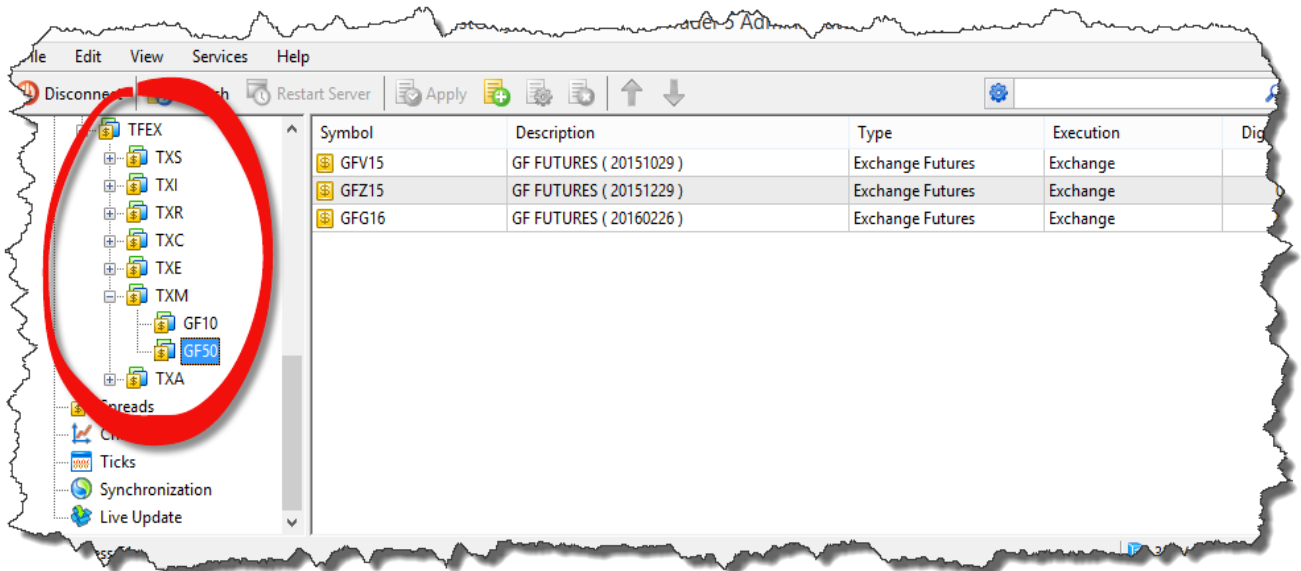 Edit View Services Help
Disconnect Restart Server Apply
TFEX
TXS
TXI
TXR
TXC
TXE
TXM
GF10
GF50
TXA
Spreads
Ticks
Synchronization
Live Update
Symbol Description Type Execution
GFV15 GF FUTURES ( 20151029 ) Exchange Futures Exchange
GFZ15 GF FUTURES ( 20151229 ) Exchange Futures Exchange
GFG16 GF FUTURES ( 20160226 ) Exchange Futures Exchange